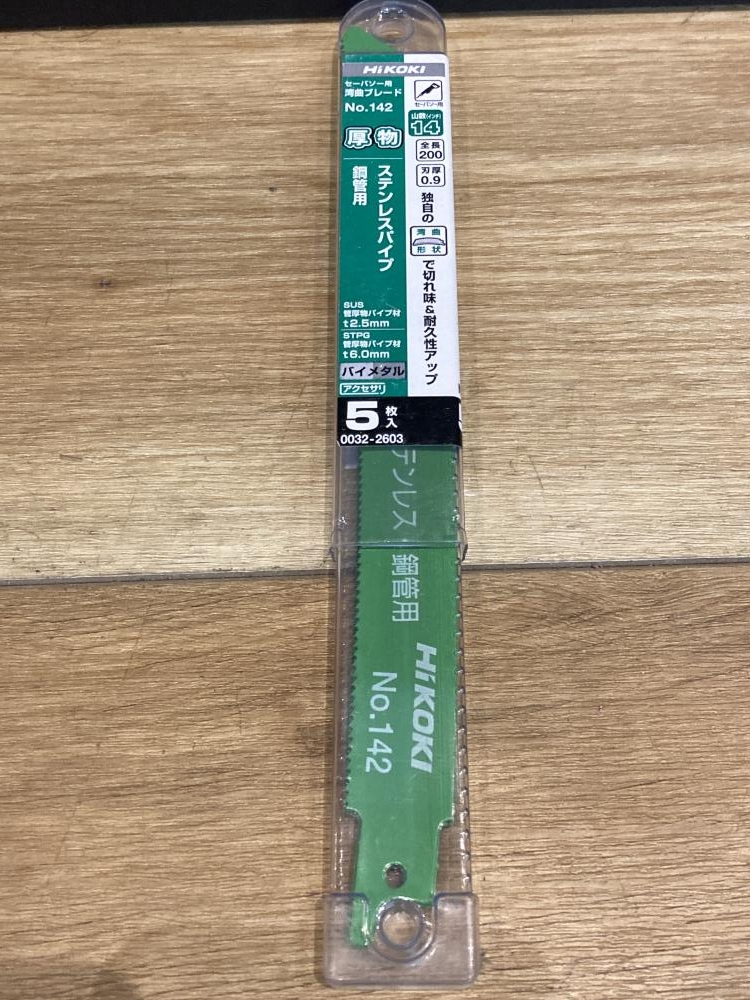 HiKOKI
セーバソー用
湾曲ブレード
No.142
厚物
ステンレスパイプ
鋼管用
SUS
管厚物パイプ材
t2.5mm
STPG
管厚物パイプ材
t6.0mm
バイメタル
アクセサリ
セーバソー用
山数(インチ)
14
全長
200
刃厚
0.9
独自の
湾曲
形状
で切れ味&耐久性アップ
5枚入
0032-2603
テンレス 鋼管用
HiKOKI
No.142